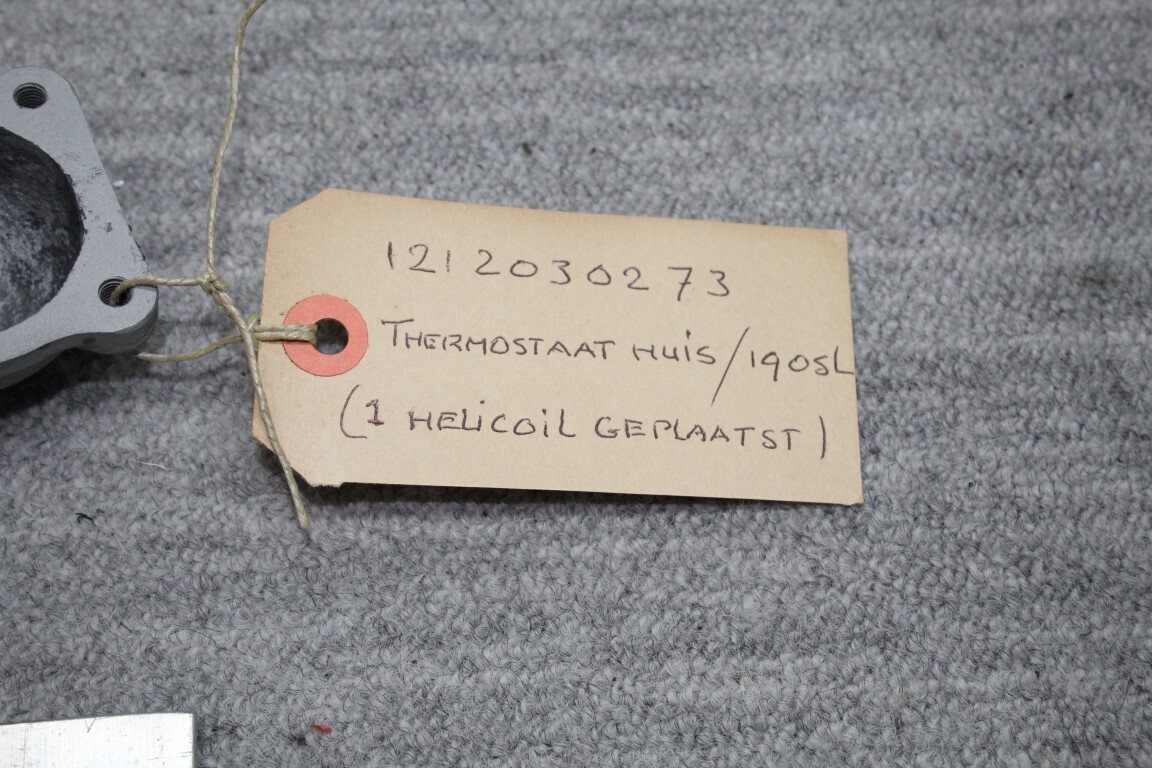 1212030273
THERMOSTAAT HUIS/190SL
(1 HELICOIL GEPLAATST)